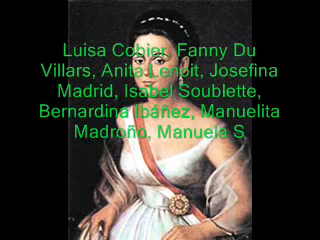 Luisa Cobier, Fanny Du
Villars, Anita Lenoit, Josefina
Madrid, Isabel Soublette,
Bernardina Ibáñez, Manuelita
Madroño, Manuela S